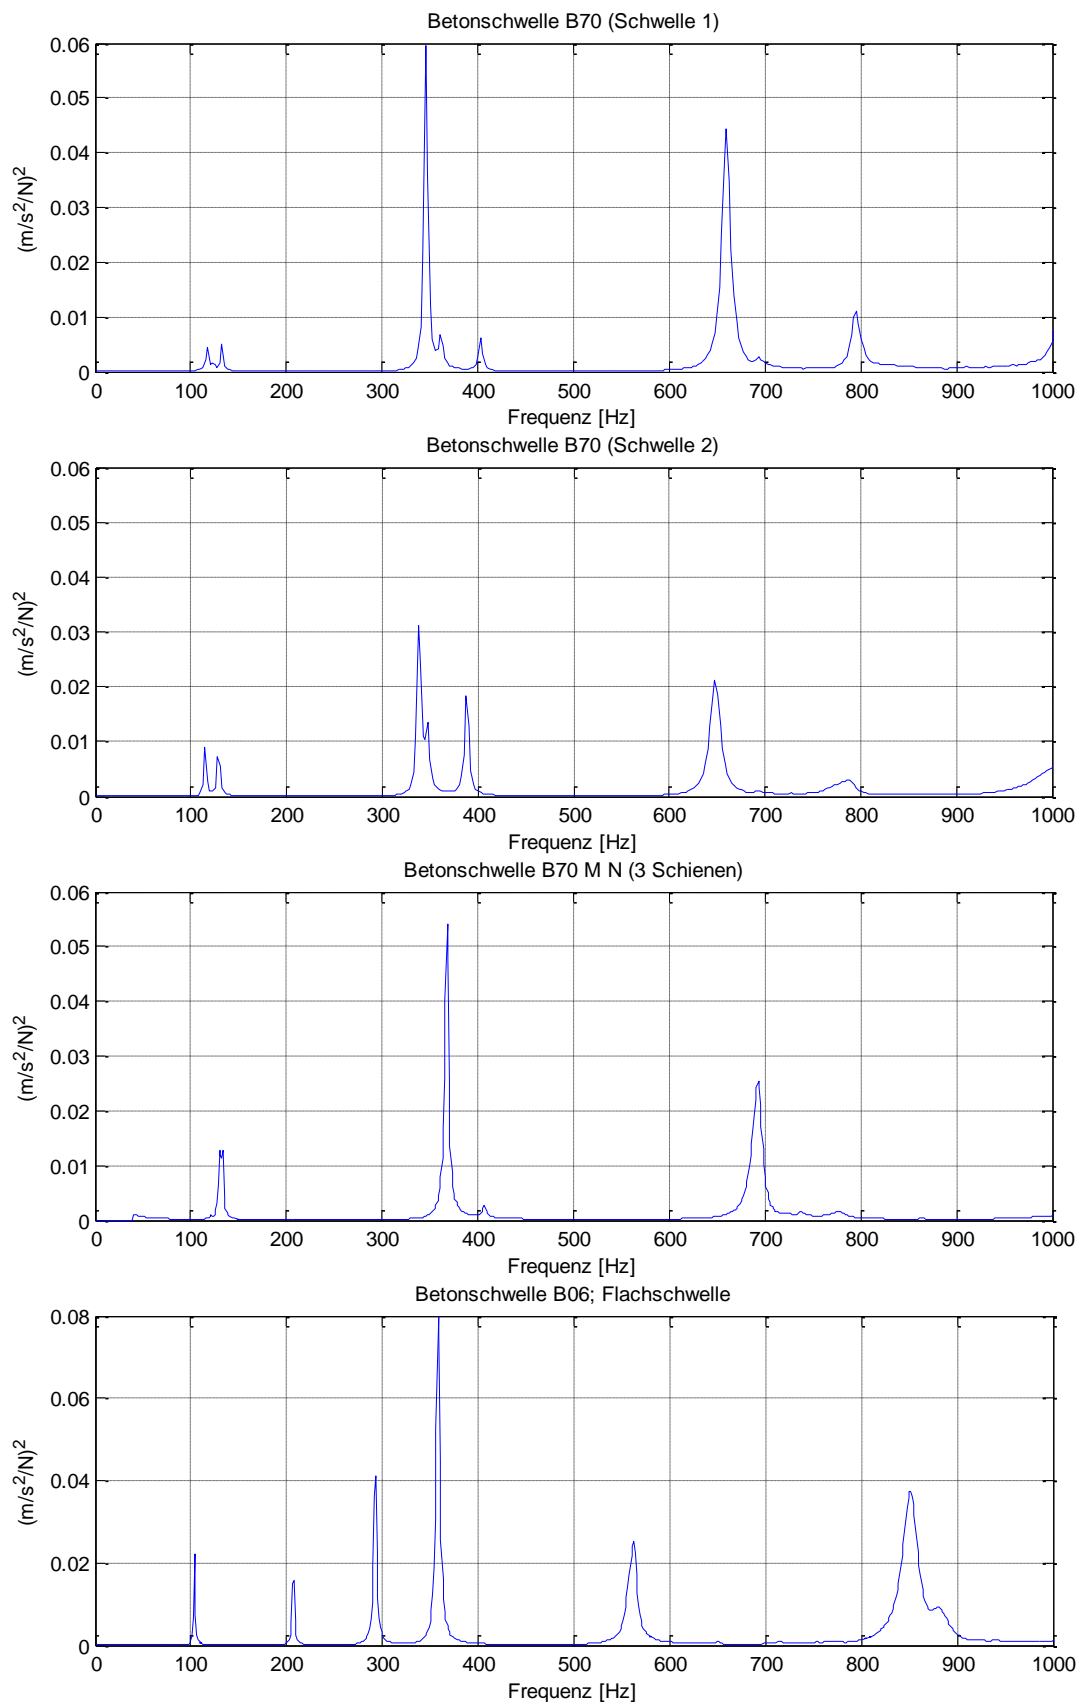 Betonschwelle B70 (Schwelle 1)
0.06
0.05
0.04
0.03
0.02
0.01
0
(m/s²/N)²
0 100 200 300 400 500 600 700 800 900 1000
Frequenz [Hz]
Betonschwelle B70 (Schwelle 2)
0.06
0.05
0.04
0.03
0.02
0.01
0
(m/s²/N)²
0 100 200 300 400 500 600 700 800 900 1000
Frequenz [Hz]
Betonschwelle B70 M N (3 Schienen)
0.06
0.05
0.04
0.03
0.02
0.01
0
(m/s²/N)²
0 100 200 300 400 500 600 700 800 900 1000
Frequenz [Hz]
Betonschwelle B06; Flachschwelle
0.08
0.06
0.04
0.02
0
(m/s²/N)²
0 100 200 300 400 500 600 700 800 900 1000
Frequenz [Hz]